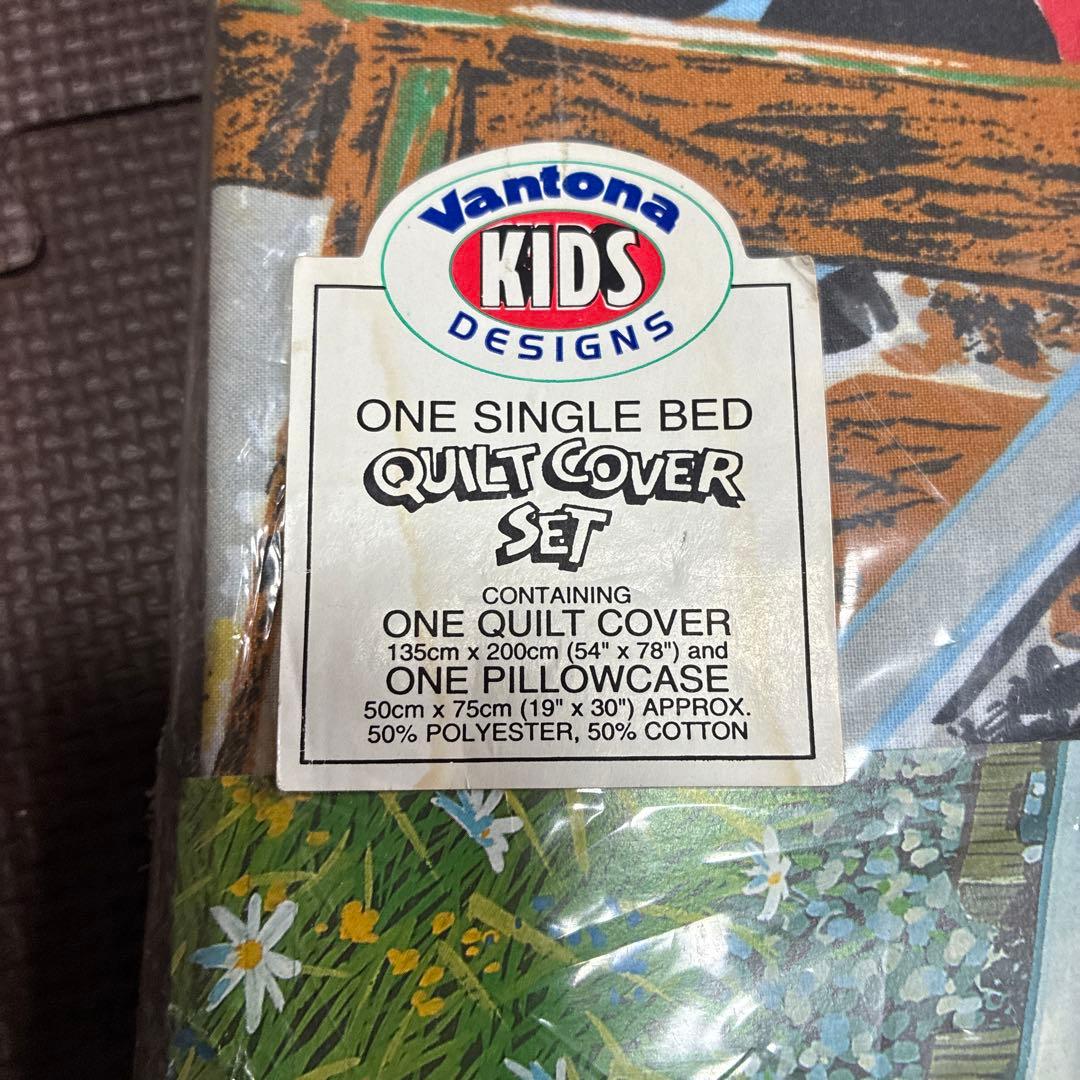 Vantona
KIDS
DESIGNS
ONE SINGLE BED
QUILT COVER
SET
CONTAINING
ONE QUILT COVER
135cm x 200cm (54" x 78") and
ONE PILLOWCASE
50cm x 75cm (19" x 30") APPROX.
50% POLYESTER, 50% COTTON